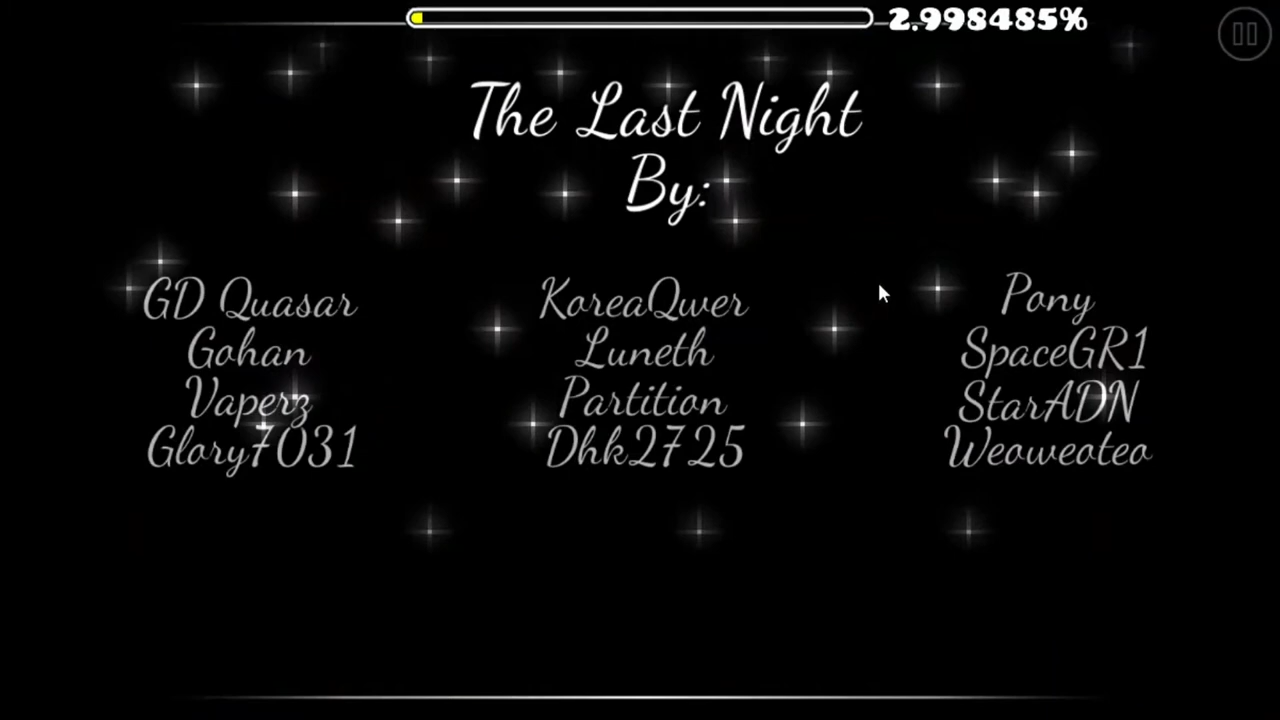 2.998485%
The Last Night
By:
GD Quasar
Gohan
Vaperz
Glory7031
KoreaQwer
Luneth
Partition
Dhk2725
Pony
SpaceGR1
StarADN
Weoweoteo